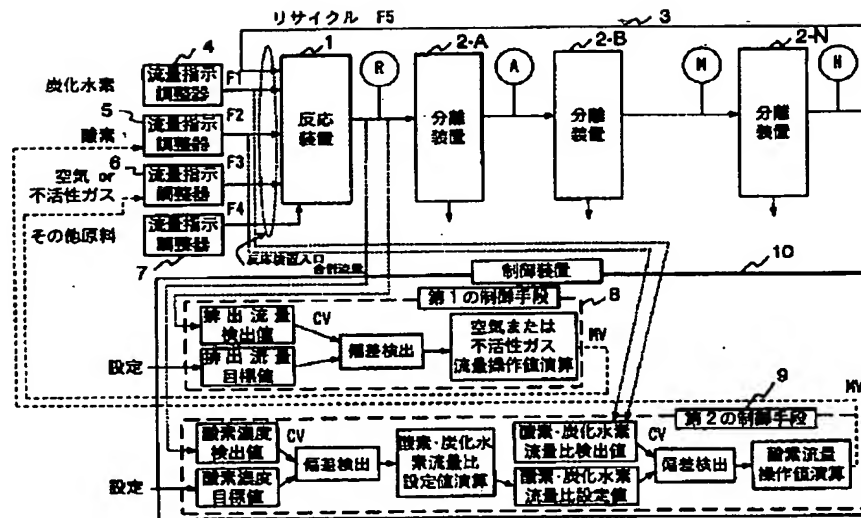 リサイクル F5
3
4
1
2-A
2-B
2-N
炭化水素
流量指示
調整器
F1
R
A
M
H
5
酸素
流量指示
調整器
F2
反応
装置
分離
装置
分離
装置
分離
装置
6
空気 or
不活性ガス
流量指示
調整器
F3
その他原料
流量指示
調整器
F4
7
反応装置入口
合計流量
制御装置
10
第1の制御手段
8
排出流量
検出値
CV
設定
排出流量
目標値
偏差検出
空気または
不活性ガス
流量操作値演算
MV
9
MV
第2の制御手段
酸素濃度
検出値
CV
設定
酸素濃度
目標値
偏差検出
酸素・炭化水
素流量比
設定値演算
酸素・炭化水素
流量比検出値
CV
酸素・炭化水素
流量比設定値
偏差検出
酸素流量
操作値演算